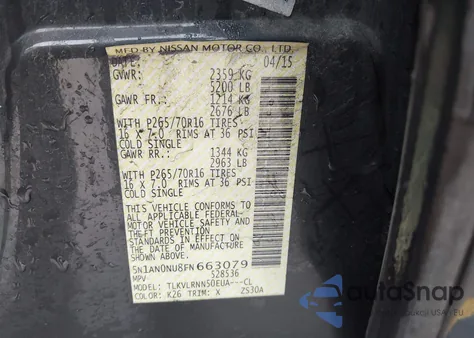 MFD BY NISSAN MOTOR CO., LTD.
DATE: 04/15
GVWR: 2359 KG
5200 LB
GAWR FR.: 1214 KG
2676 LB
WITH P265/70R16 TIRES
16 X 7.0 RIMS AT 36 PSI
COLD SINGLE
GAWR RR.: 1344 KG
2963 LB
WITH P265/70R16 TIRES
16 X 7.0 RIMS AT 36 PSI
COLD SINGLE
THIS VEHICLE CONFORMS TO
ALL APPLICABLE FEDERAL
MOTOR VEHICLE SAFETY AND
THEFT PREVENTION
STANDARDS IN EFFECT ON
THE DATE OF MANUFACTURE
SHOWN ABOVE.
5N1AN0NU8FN663079
MPV 528536
MODEL: TLKVLRNN50EUA---CL
COLOR: K26 TRIM: X ZS30A
autoSnap
by Statvin